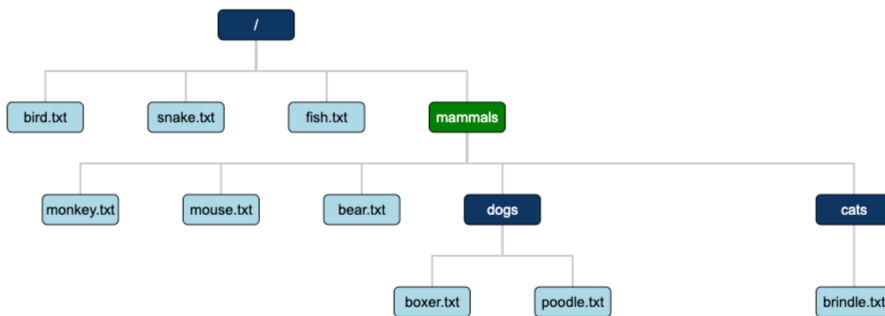 /
bird.txt
snake.txt
fish.txt
mammals
monkey.txt
mouse.txt
bear.txt
dogs
cats
boxer.txt
poodle.txt
brindle.txt